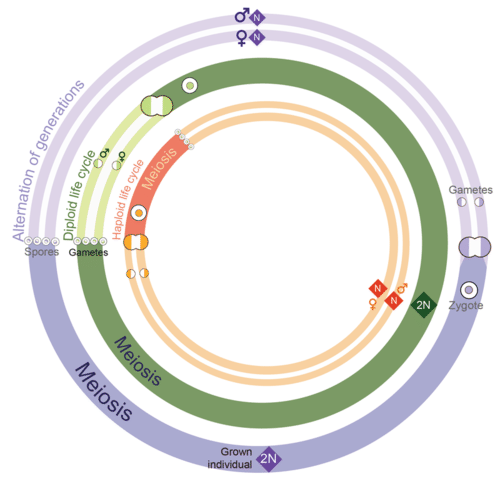 ♂ N
♀ N
Alternation of generations
Diploid life cycle
♂
♀
Haploid life cycle
Meiosis
Gametes
Spores
Gametes
Zygote
N ♂
♀ N
2N
Meiosis
Meiosis
Grown
individual
2N